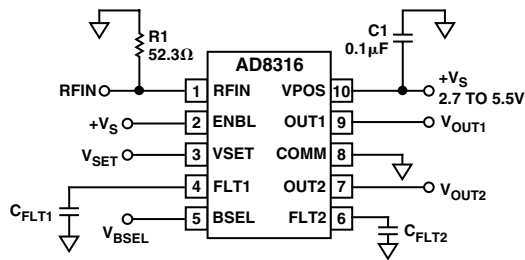 R1
52.3Ω
C1
0.1µF
AD8316
RFIN 1 RFIN VPOS 10 +VS
2.7 TO 5.5V
+VS 2 ENBL OUT1 9 VOUT1
VSET 3 VSET COMM 8
4 FLT1 OUT2 7 VOUT2
CFLT1
VBSEL 5 BSEL FLT2 6 CFLT2